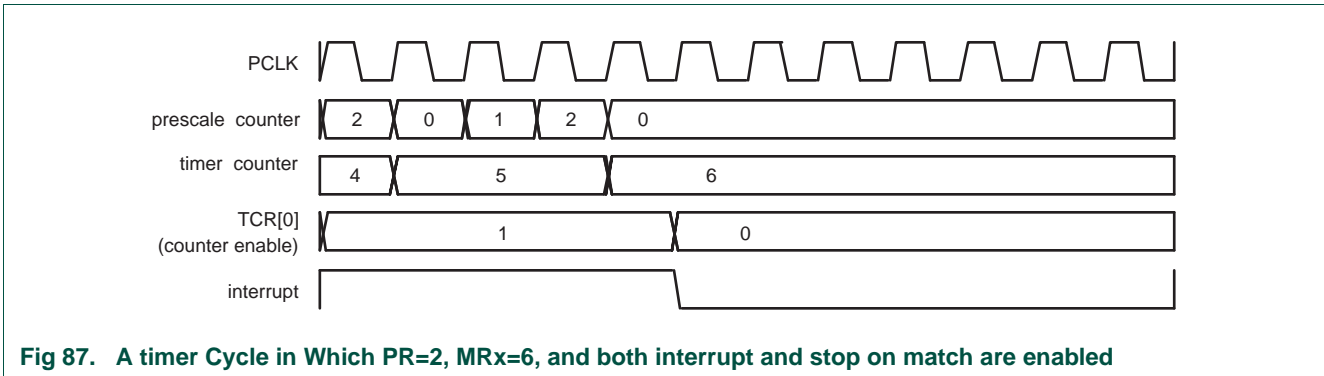 PCLK
prescale counter 2 0 1 2 0
timer counter 4 5 6
TCR[0]
(counter enable) 1 0
interrupt
Fig 87. A timer Cycle in Which PR=2, MRx=6, and both interrupt and stop on match are enabled